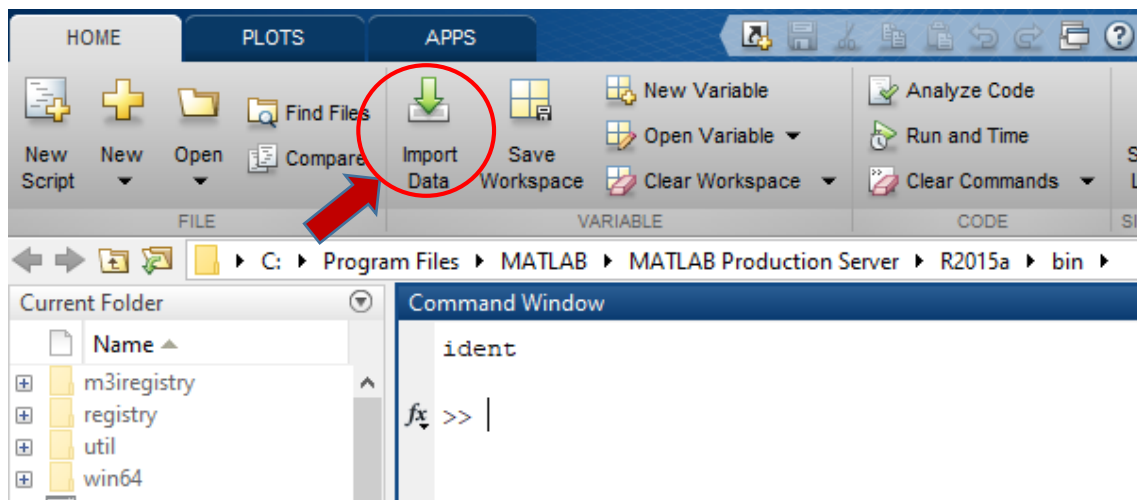 HOME PLOTS APPS
New Script
New
Open
Find Files
Compare
Import Data
Save Workspace
New Variable
Open Variable
Clear Workspace
Analyze Code
Run and Time
Clear Commands
FILE VARIABLE CODE
C: Program Files MATLAB MATLAB Production Server R2015a bin
Current Folder
Name
m3iregistry
registry
util
win64
Command Window
ident
fx >>